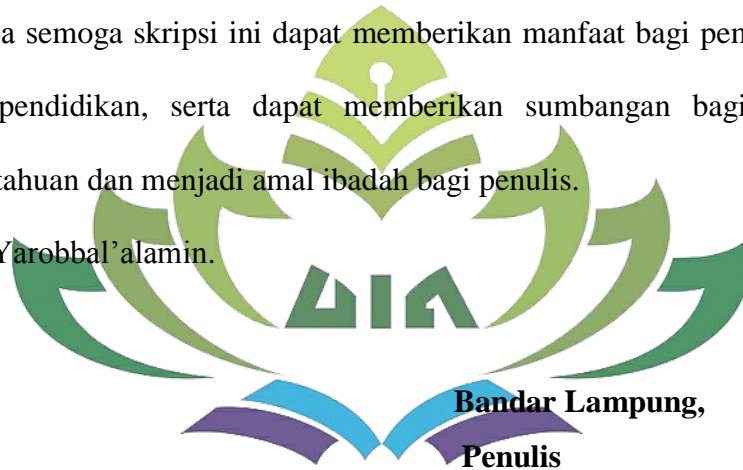 a semoga skripsi ini dapat memberikan manfaat bagi pen
pendidikan, serta dapat memberikan sumbangan bagi
tahuan dan menjadi amal ibadah bagi penulis.
Yarobbal’alamin.
UIN
Bandar Lampung,
Penulis